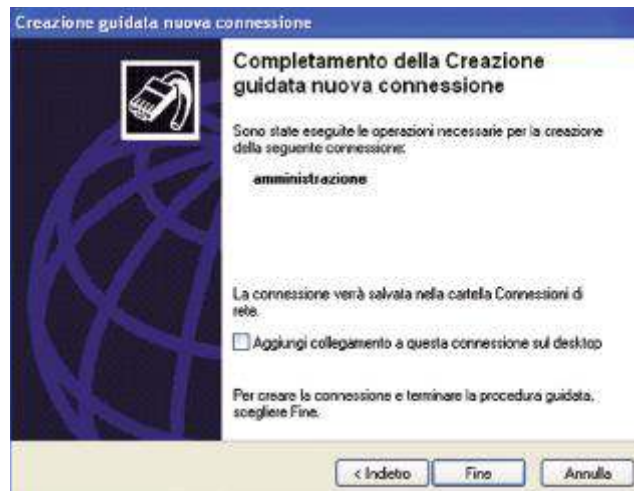 Creazione guidata nuova connessione
Completamento della Creazione
guidata nuova connessione
Sono state eseguite le operazioni necessarie per la creazione
della seguente connessione:
amministrazione
La connessione verrà salvata nella cartella Connessioni di
rete.
Aggiungi collegamento a questa connessione sul desktop
Per creare la connessione e terminare la procedura guidata,
scegliere Fine.
< Indietro Fine Annulla